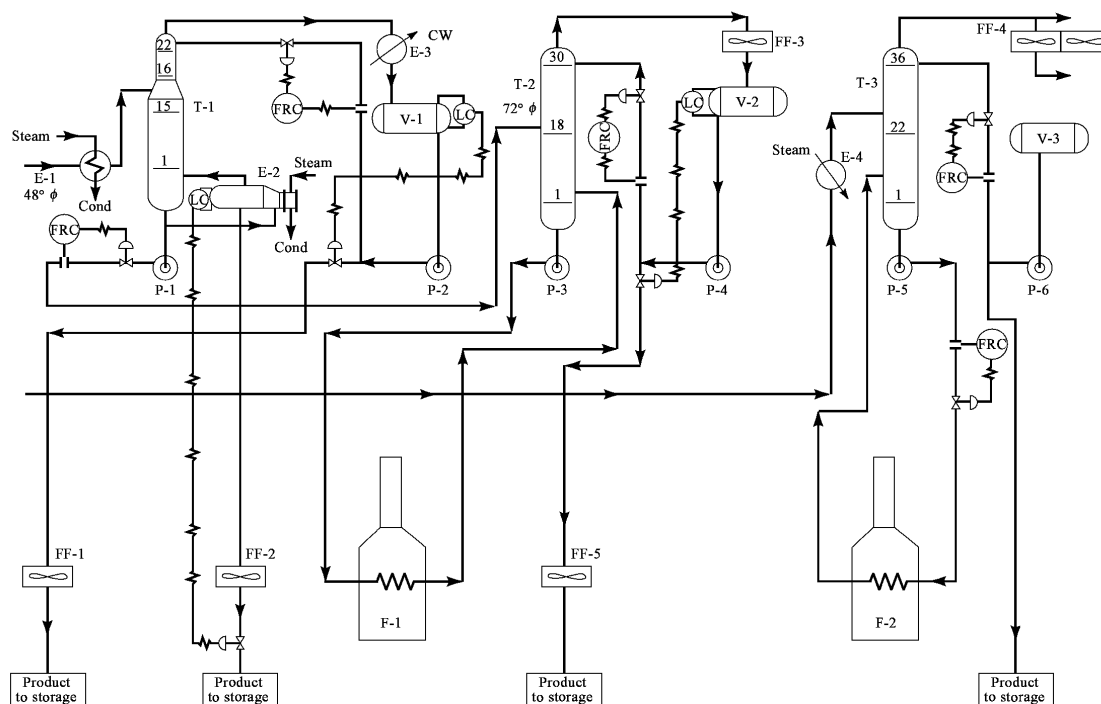 22
16
15
1
T-1
FRC
E-3
CW
V-1
LC
Steam
E-1
48° ϕ
Cond
E-2
Steam
LC
Cond
FRC
P-1
P-2
30
18
1
T-2
72° ϕ
FRC
FF-3
LC
V-2
P-3
P-4
FF-4
36
22
1
T-3
Steam
E-4
FRC
V-3
P-5
P-6
FRC
FF-1
FF-2
F-1
FF-5
F-2
Product
to storage
Product
to storage
Product
to storage
Product
to storage